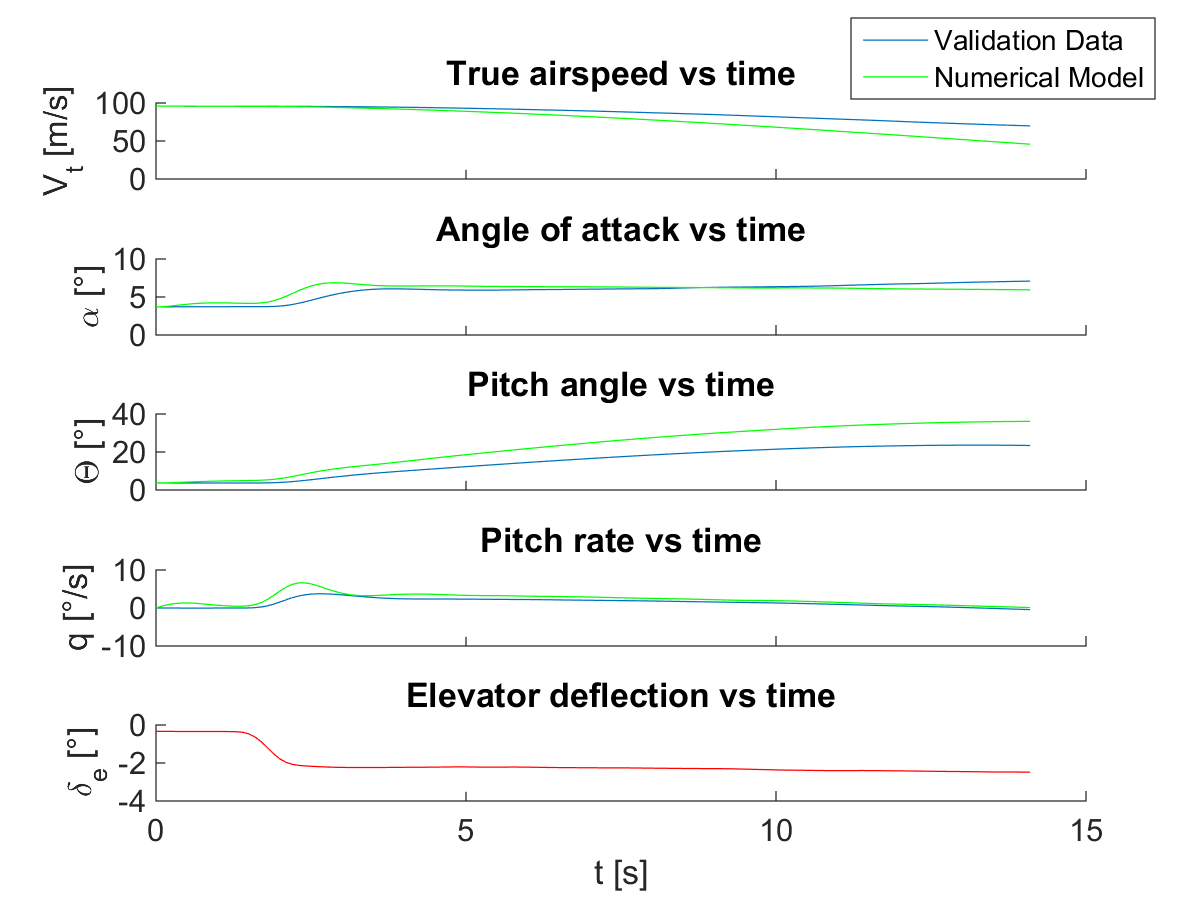 Validation Data
Numerical Model
True airspeed vs time
V_t [m/s]
100
50
0
Angle of attack vs time
α [°]
10
5
0
Pitch angle vs time
Θ [°]
40
20
0
Pitch rate vs time
q [°/s]
10
0
-10
Elevator deflection vs time
δ_e [°]
0
-2
-4
0 5 10 15
t [s]